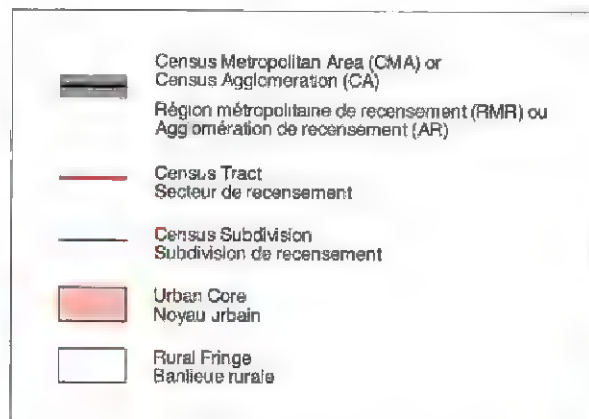 Census Metropolitan Area (CMA) or
Census Agglomeration (CA)
Région métropolitaine de recensement (RMR) ou
Agglomération de recensement (AR)
Census Tract
Secteur de recensement
Census Subdivision
Subdivision de recensement
Urban Core
Noyau urbain
Rural Fringe
Banlieue rurale